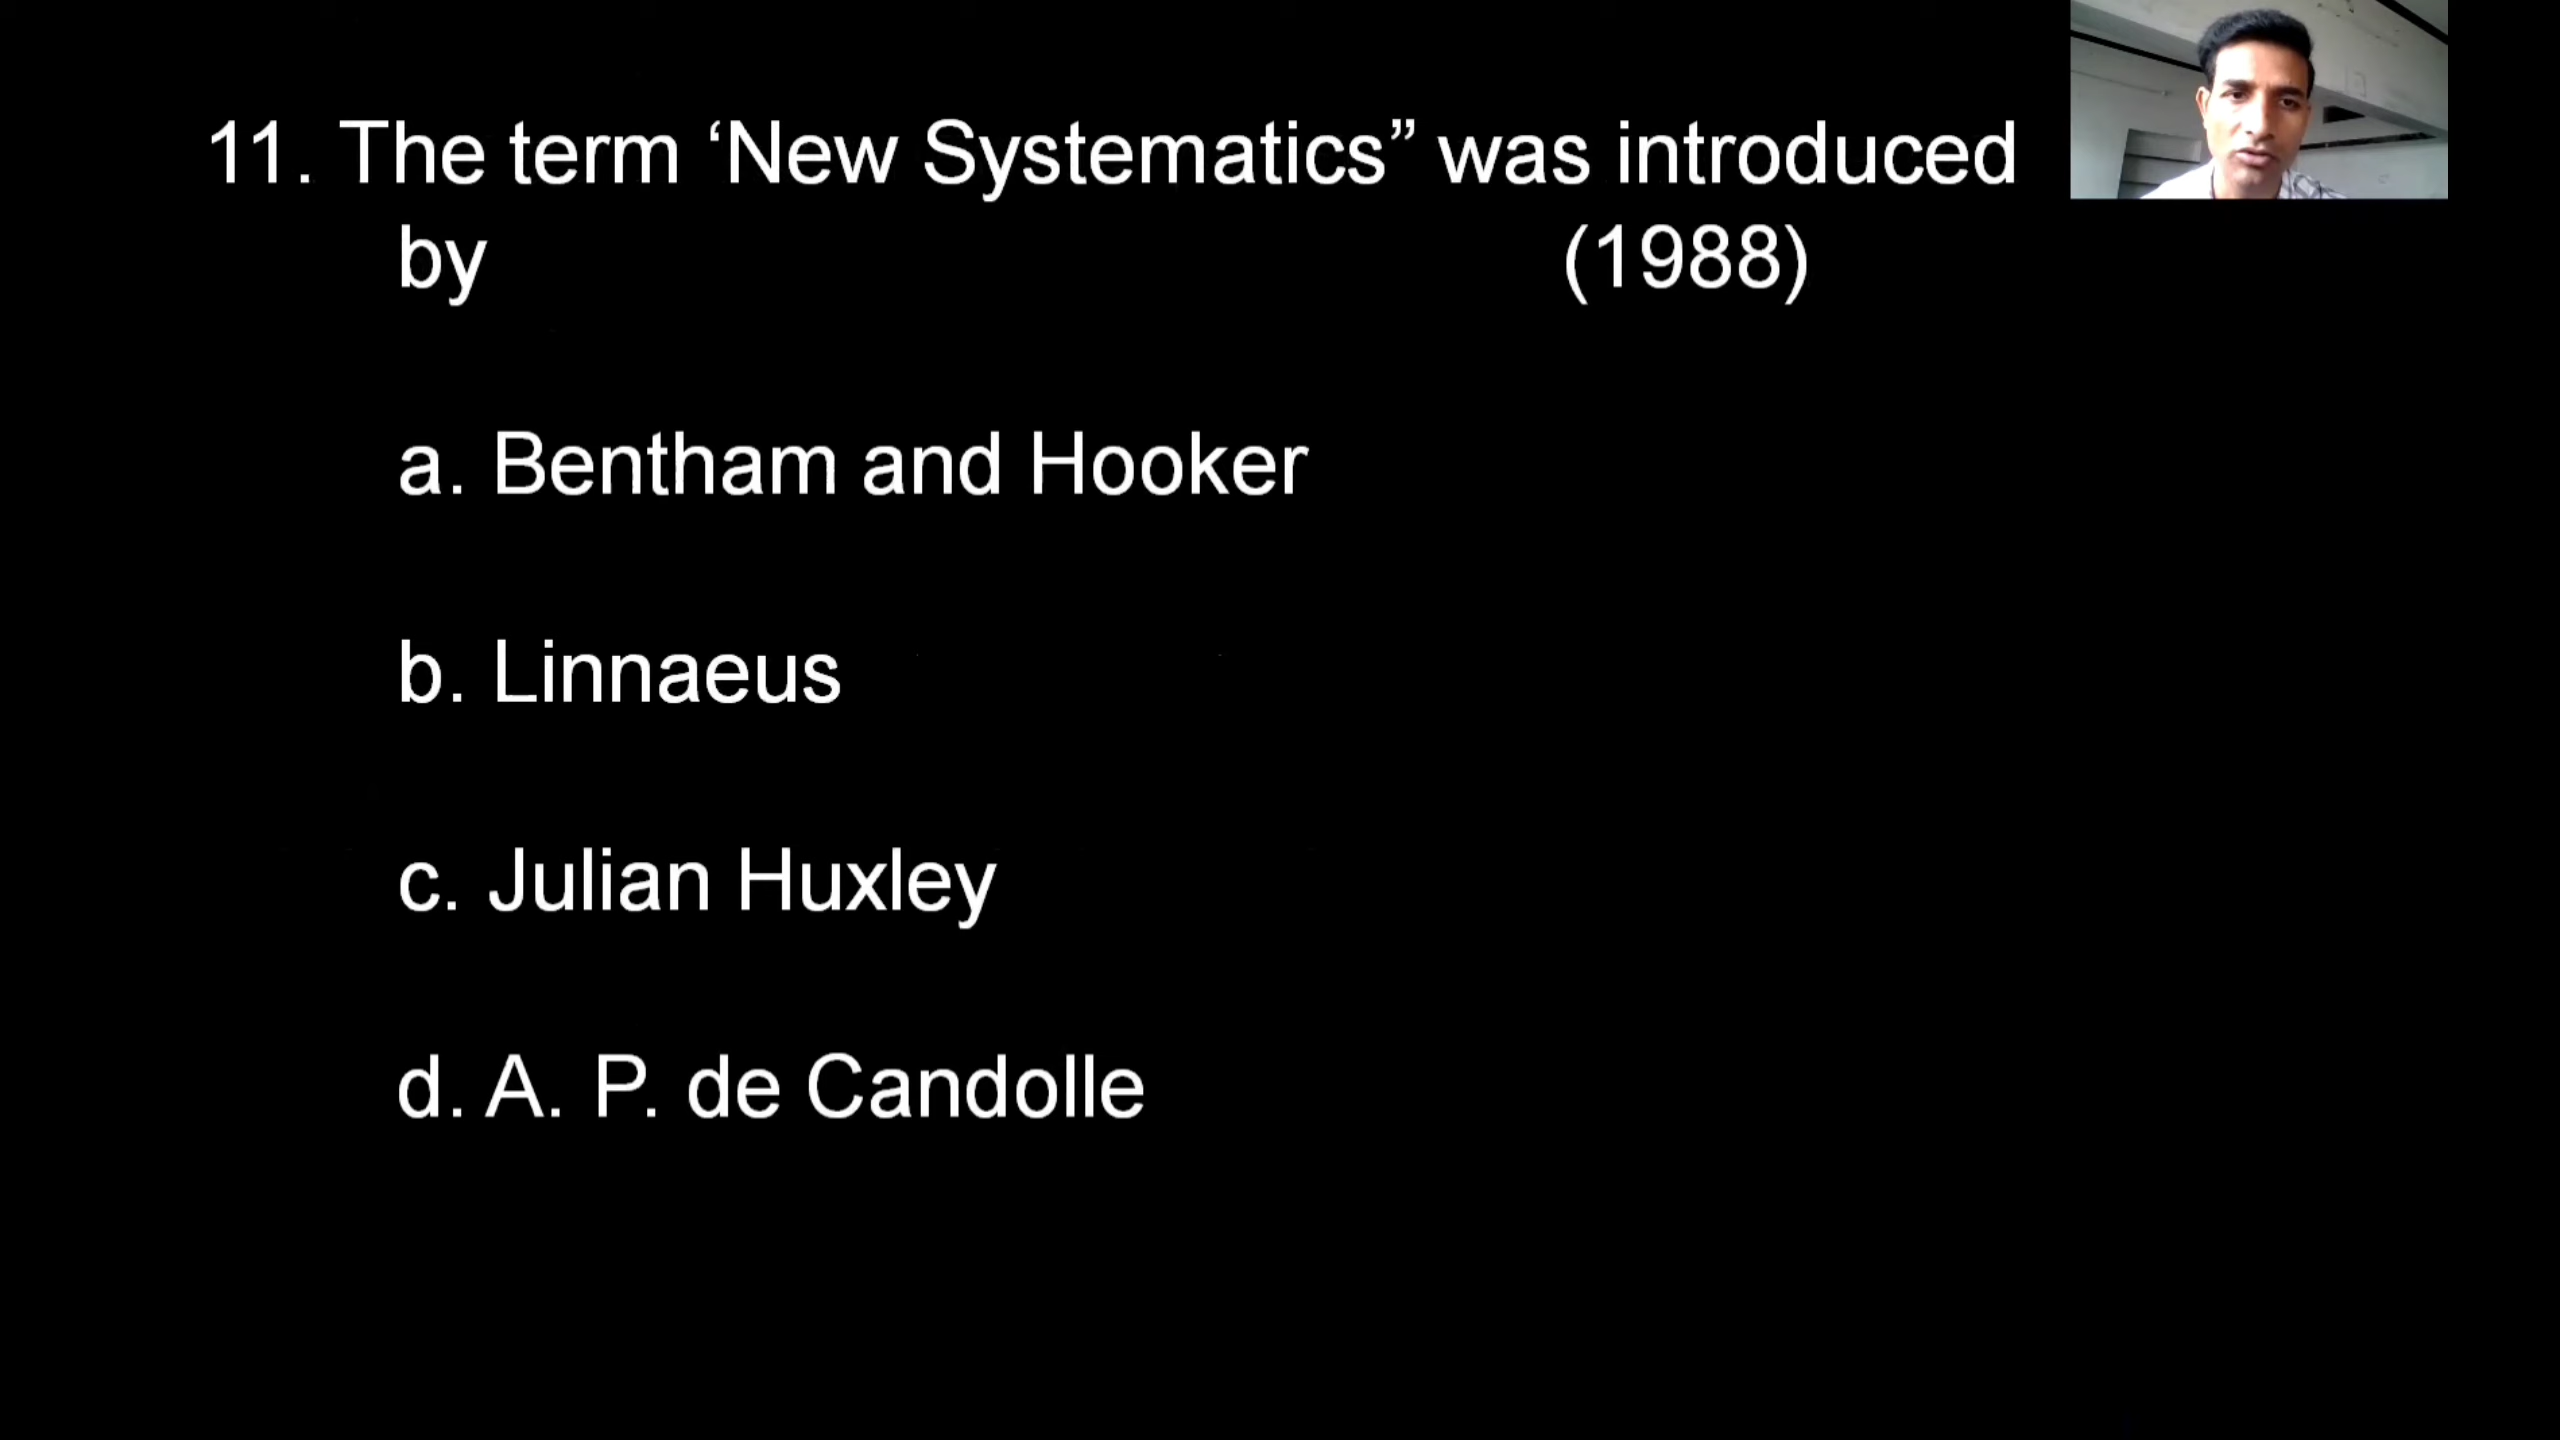 11. The term ‘New Systematics” was introduced
by (1988)
a. Bentham and Hooker
b. Linnaeus
c. Julian Huxley
d. A. P. de Candolle